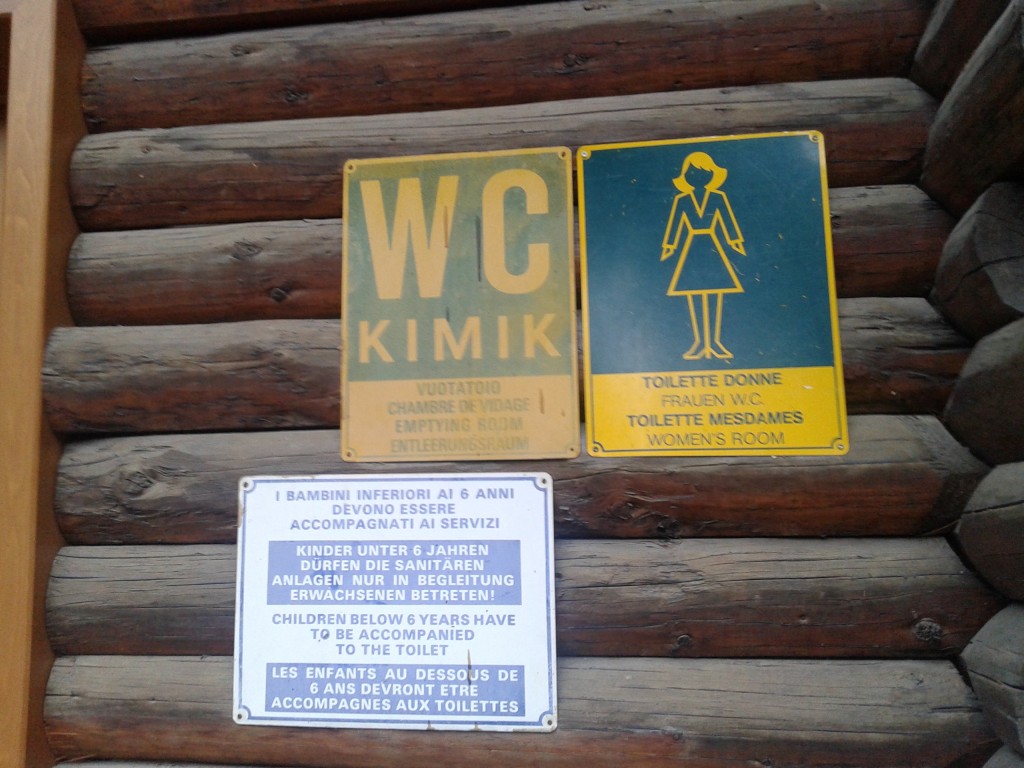 WC
KIMIK
VUOTATOIO
CHAMBRE DE VIDAGE
EMPTYING ROOM
ENTLEERUNGSRAUM
TOILETTE DONNE
FRAUEN W.C.
TOILETTE MESDAMES
WOMEN'S ROOM
I BAMBINI INFERIORI AI 6 ANNI
DEVONO ESSERE
ACCOMPAGNATI AI SERVIZI
KINDER UNTER 6 JAHREN
DÜRFEN DIE SANITÄREN
ANLAGEN NUR IN BEGLEITUNG
ERWACHSENEN BETRETEN!
CHILDREN BELOW 6 YEARS HAVE
TO BE ACCOMPANIED
TO THE TOILET
LES ENFANTS AU DESSOUS DE
6 ANS DEVRONT ETRE
ACCOMPAGNES AUX TOILETTES